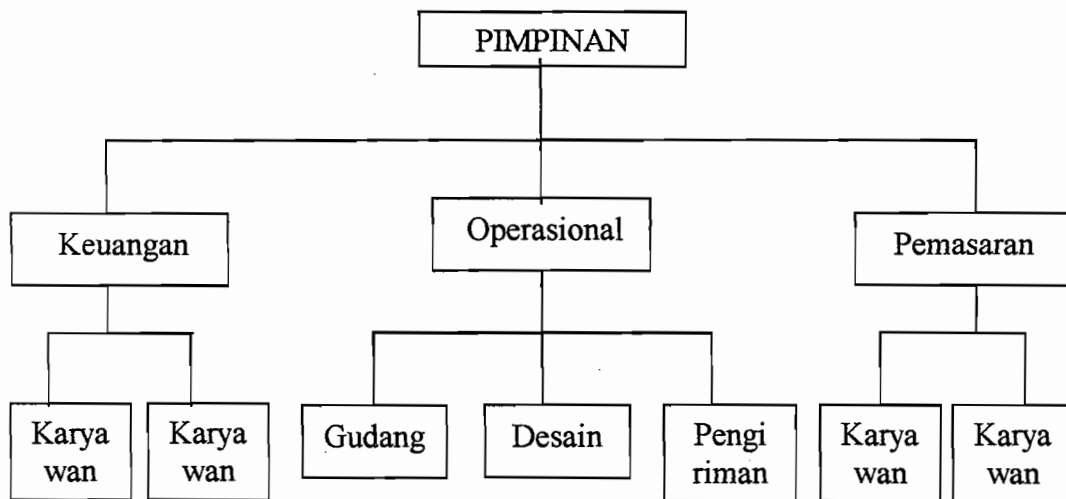 PIMPINAN
Keuangan
Operasional
Pemasaran
Karya
wan
Karya
wan
Gudang
Desain
Pengi
riman
Karya
wan
Karya
wan